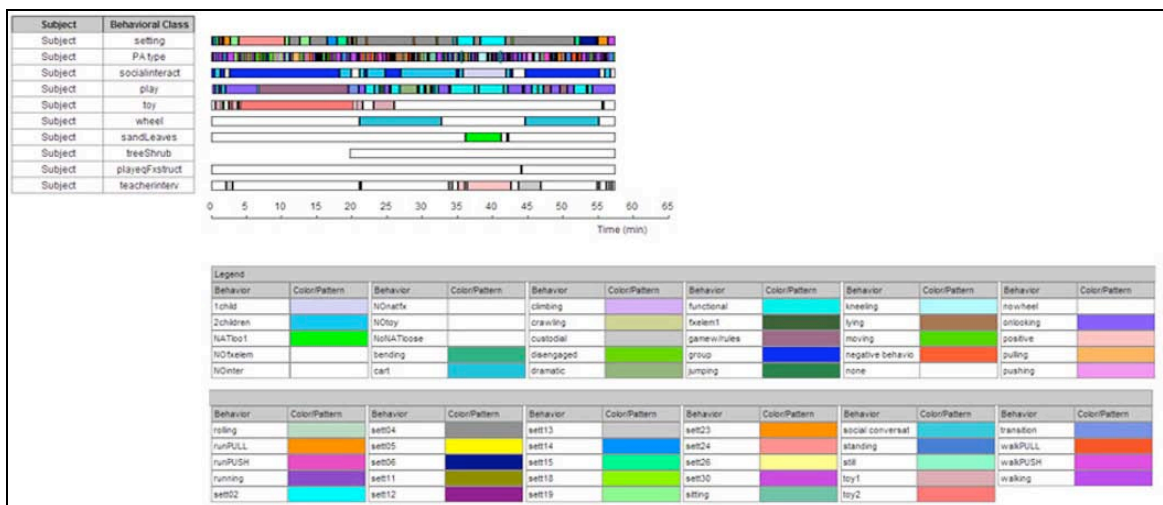 Subject Behavioral Class
Subject setting
Subject PA type
Subject socialinteract
Subject play
Subject toy
Subject wheel
Subject sandLeaves
Subject treeShrub
Subject playeqFxstruct
Subject teacherinterv
0 5 10 15 20 25 30 35 40 45 50 55 60 65
Time (min)
Legend
Behavior Color/Pattern Behavior Color/Pattern Behavior Color/Pattern Behavior Color/Pattern Behavior Color/Pattern Behavior Color/Pattern
1child NOnatfx climbing functional kneeling nowheel
2children NOtoy crawling fxelem1 lying onlooking
NATloo1 NoNATloose custodial gamew/rules moving positive
NOfxelem bending disengaged group negative behavio pulling
NOinter cart dramatic jumping none pushing
Behavior Color/Pattern Behavior Color/Pattern Behavior Color/Pattern Behavior Color/Pattern Behavior Color/Pattern Behavior Color/Pattern
rolling sett04 sett13 sett23 social conversat transition
runPULL sett05 sett14 sett24 standing walkPULL
runPUSH sett06 sett15 sett26 still walkPUSH
running sett11 sett18 sett30 toy1 walking
sett02 sett12 sett19 sitting toy2